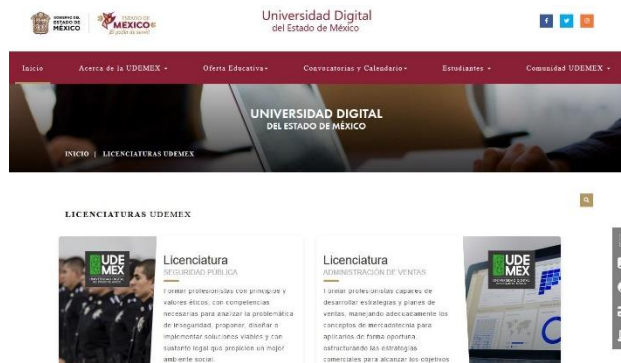 GOBIERNO DEL
ESTADO DE
MÉXICO
ESTADO DE
MÉXICO
¡El poder de servir!
Universidad Digital
del Estado de México
Inicio
Acerca de la UDEMEX
Oferta Educativa
Convocatorias y Calendario
Estudiantes
Comunidad UDEMEX
UNIVERSIDAD DIGITAL
DEL ESTADO DE MÉXICO
INICIO | LICENCIATURAS UDEMEX
LICENCIATURAS UDEMEX
UDE
MEX
Licenciatura
SEGURIDAD PÚBLICA
Formar profesionistas con principios y
valores éticos, con competencias
necesarias para analizar la problemática
de inseguridad, proponer, diseñar o
implementar soluciones viables y con
sustento legal que propicien un mejor
ambiente social.
Licenciatura
ADMINISTRACIÓN DE VENTAS
Formar profesionistas capaces de
desarrollar estrategias y planes de
ventas, manejando adecuadamente los
conceptos de mercadotecnia para
aplicarlos de forma oportuna
estructurando las estrategias
comerciales para alcanzar los objetivos
UDE
MEX